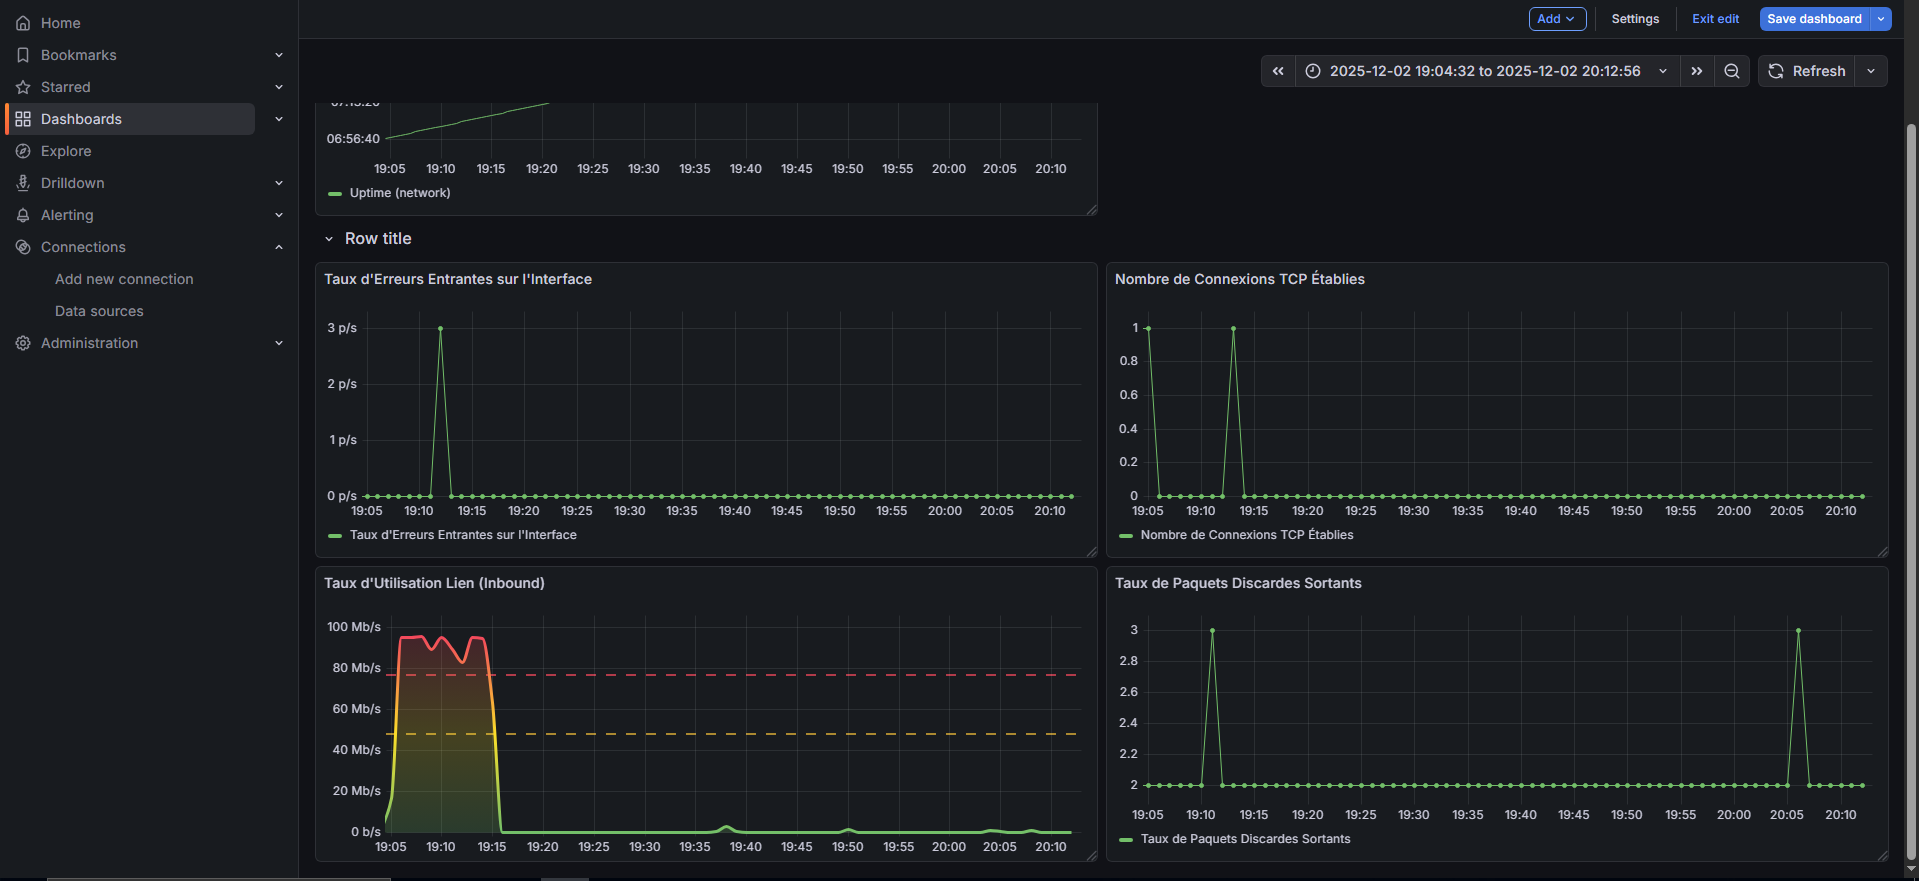 Home
Bookmarks
Starred
Dashboards
Explore
Drilldown
Alerting
Connections
Add new connection
Data sources
Administration
Add
Settings
Exit edit
Save dashboard
2025-12-02 19:04:32 to 2025-12-02 20:12:56
Refresh
06:56:40
19:05 19:10 19:15 19:20 19:25 19:30 19:35 19:40 19:45 19:50 19:55 20:00 20:05 20:10
Uptime (network)
Row title
Taux d'Erreurs Entrantes sur l'Interface
3 p/s
2 p/s
1 p/s
0 p/s
19:05 19:10 19:15 19:20 19:25 19:30 19:35 19:40 19:45 19:50 19:55 20:00 20:05 20:10
Taux d'Erreurs Entrantes sur l'Interface
Nombre de Connexions TCP Établies
1
0.8
0.6
0.4
0.2
0
19:05 19:10 19:15 19:20 19:25 19:30 19:35 19:40 19:45 19:50 19:55 20:00 20:05 20:10
Nombre de Connexions TCP Établies
Taux d'Utilisation Lien (Inbound)
100 Mb/s
80 Mb/s
60 Mb/s
40 Mb/s
20 Mb/s
0 b/s
19:05 19:10 19:15 19:20 19:25 19:30 19:35 19:40 19:45 19:50 19:55 20:00 20:05 20:10
Taux de Paquets Discardes Sortants
3
2.8
2.6
2.4
2.2
2
19:05 19:10 19:15 19:20 19:25 19:30 19:35 19:40 19:45 19:50 19:55 20:00 20:05 20:10
Taux de Paquets Discardes Sortants